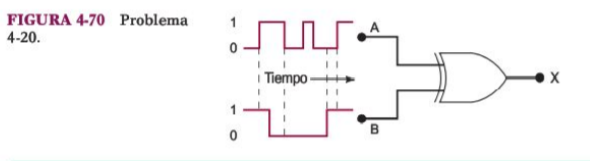 FIGURA 4-70 Problema
4-20.
1
0
A
Tiempo
X
1
0
B